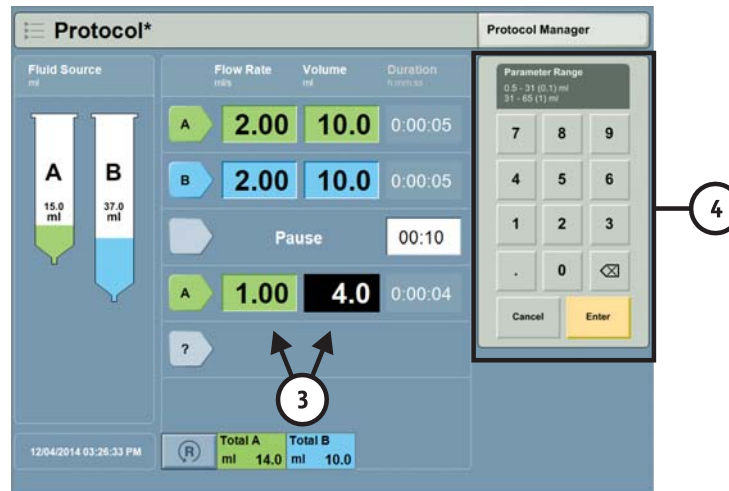 Protocol*
Protocol Manager
Fluid Source
ml
Flow Rate
ml/s
Volume
ml
Duration
h:mm:ss
A 2.00 10.0 0:00:05
B 2.00 10.0 0:00:05
Pause 00:10
A 1.00 4.0 0:00:04
?
A
15.0
ml
B
37.0
ml
12/04/2014 03:26:33 PM
R
Total A
ml 14.0
Total B
ml 10.0
Parameter Range
0.5 - 31 (0.1) ml
31 - 65 (1) ml
7 8 9
4 5 6
1 2 3
. 0
Cancel Enter
3
4